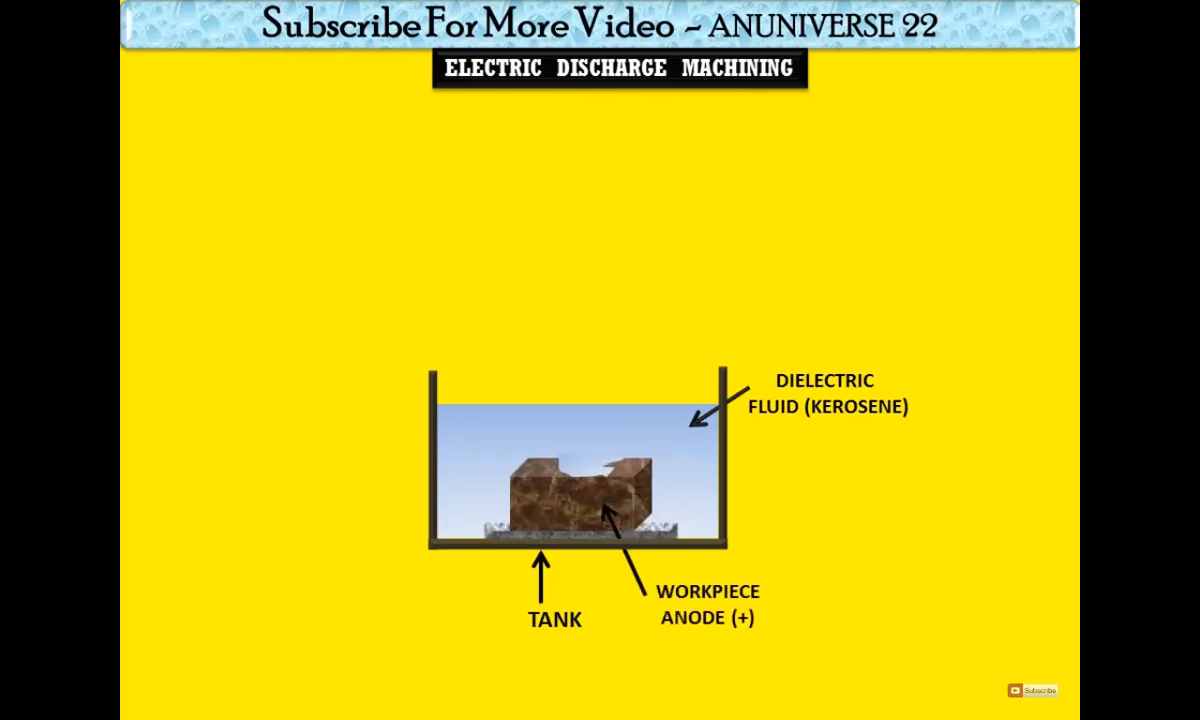 Subscribe For More Video ~ ANUNIVERSE 22
ELECTRIC DISCHARGE MACHINING
DIELECTRIC
FLUID (KEROSENE)
WORKPIECE
ANODE (+)
TANK
Subscribe